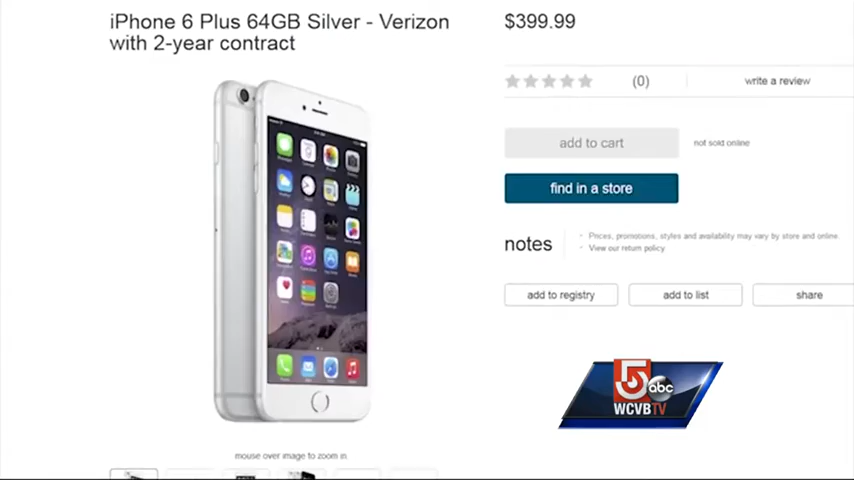 iPhone 6 Plus 64GB Silver - Verizon
with 2-year contract
$399.99
(0)
write a review
add to cart
not sold online
find in a store
notes
Prices, promotions, styles and availability may vary by store and online.
View our return policy
add to registry
add to list
share
5
abc
WCVBTV
mouse over image to zoom in